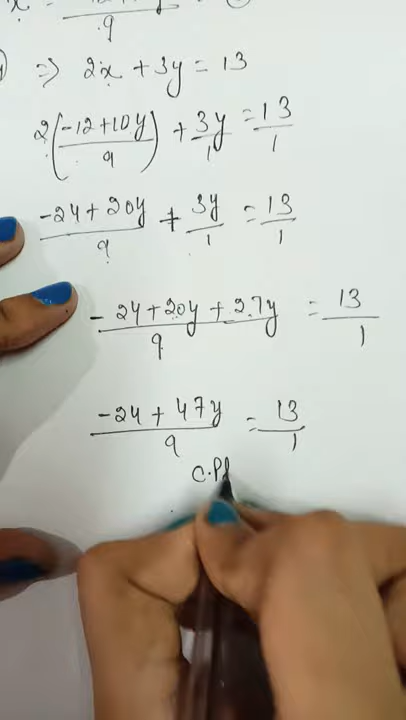 x = 
9
=> 2x + 3y = 13
2(-12+10y/9) + 3y/1 = 13/1
-24+20y/9 + 3y/1 = 13/1
-24+20y+27y/9 = 13/1
-24+47y/9 = 13/1
C.P